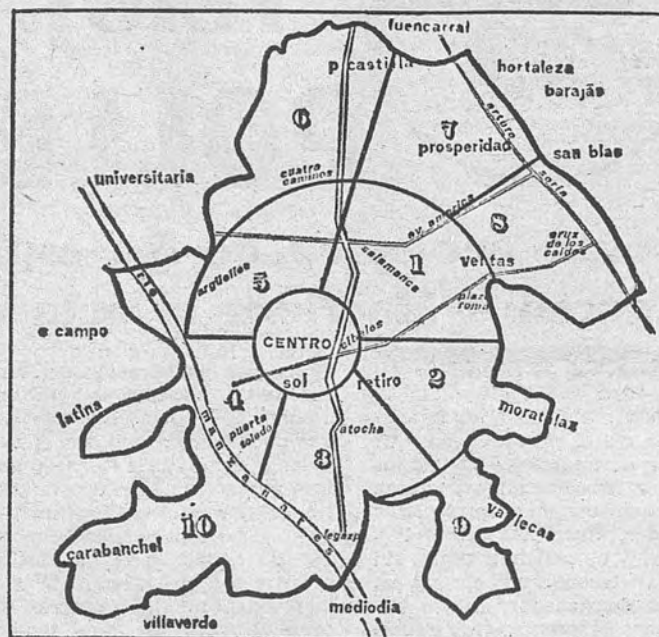 fuencarral
p castilla
hortaleza
barajas
6
7
arturo
soria
prosperidad
san blas
cuatro
caminos
universitaria
av america
8
cruz
de los
caidos
rio
manzanares
argüelles
5
salamanca
1
ventas
plaza
roma
e campo
CENTRO
cibeles
sol
retiro
2
latina
4
puerta
toledo
atocha
3
moratalaz
10
9
vallecas
legazp
carabanchel
villaverde
mediodia